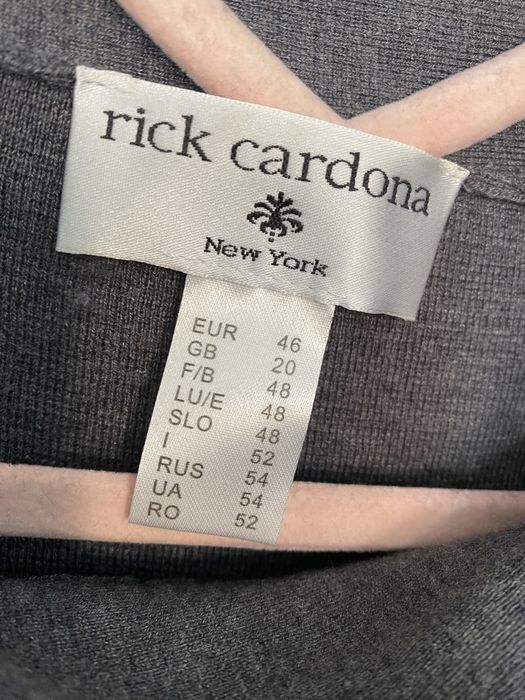 rick cardona
New York
EUR 46
GB 20
F/B 48
LU/E 48
SLO 48
I 52
RUS 54
UA 54
RO 52